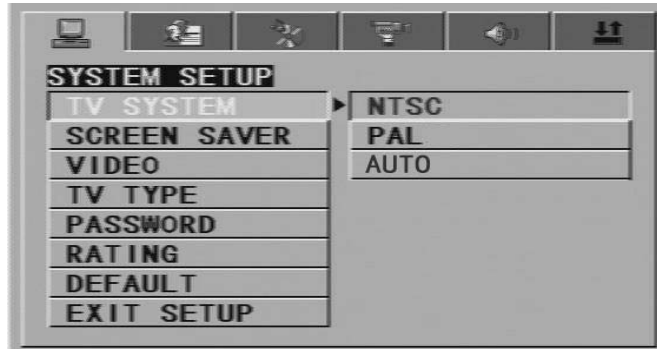 SYSTEM SETUP
TV SYSTEM
SCREEN SAVER
VIDEO
TV TYPE
PASSWORD
RATING
DEFAULT
EXIT SETUP
NTSC
PAL
AUTO